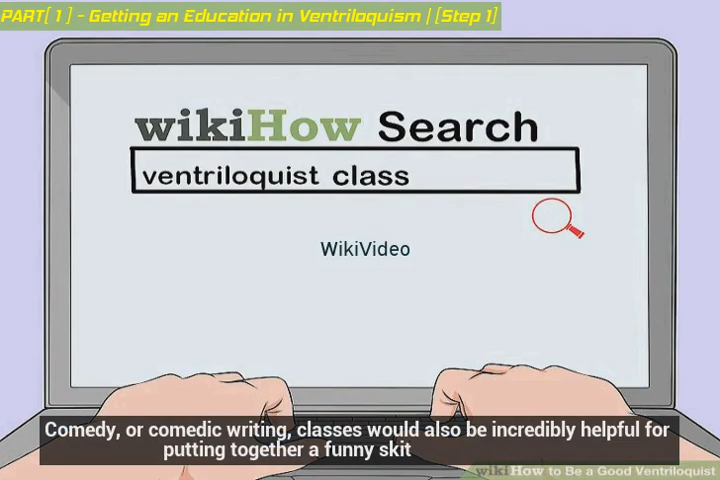 PART[ 1 ] - Getting an Education in Ventriloquism | [Step 1]
wikiHow Search
ventriloquist class
WikiVideo
Comedy, or comedic writing, classes would also be incredibly helpful for
putting together a funny skit
wikiHow to Be a Good Ventriloquist